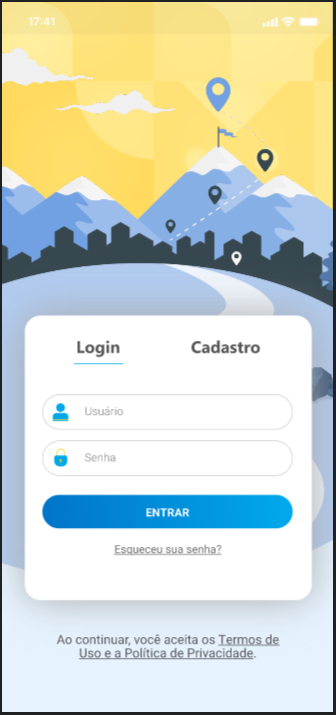 17:41
Login
Cadastro
Usuário
Senha
ENTRAR
Esqueceu sua senha?
Ao continuar, você aceita os Termos de
Uso e a Política de Privacidade.